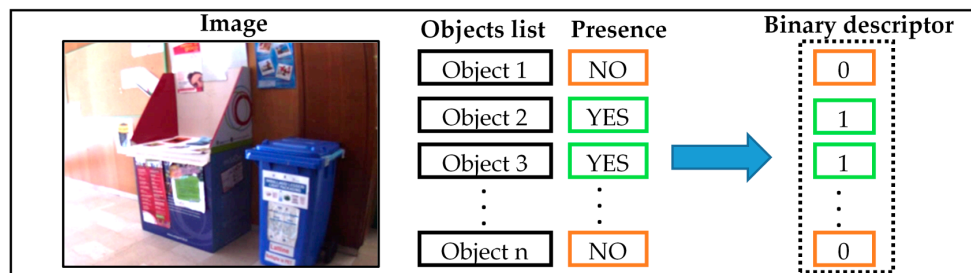 Image Objects list Presence Binary descriptor
Object 1 NO 0
Object 2 YES 1
Object 3 YES 1
Object n NO 0